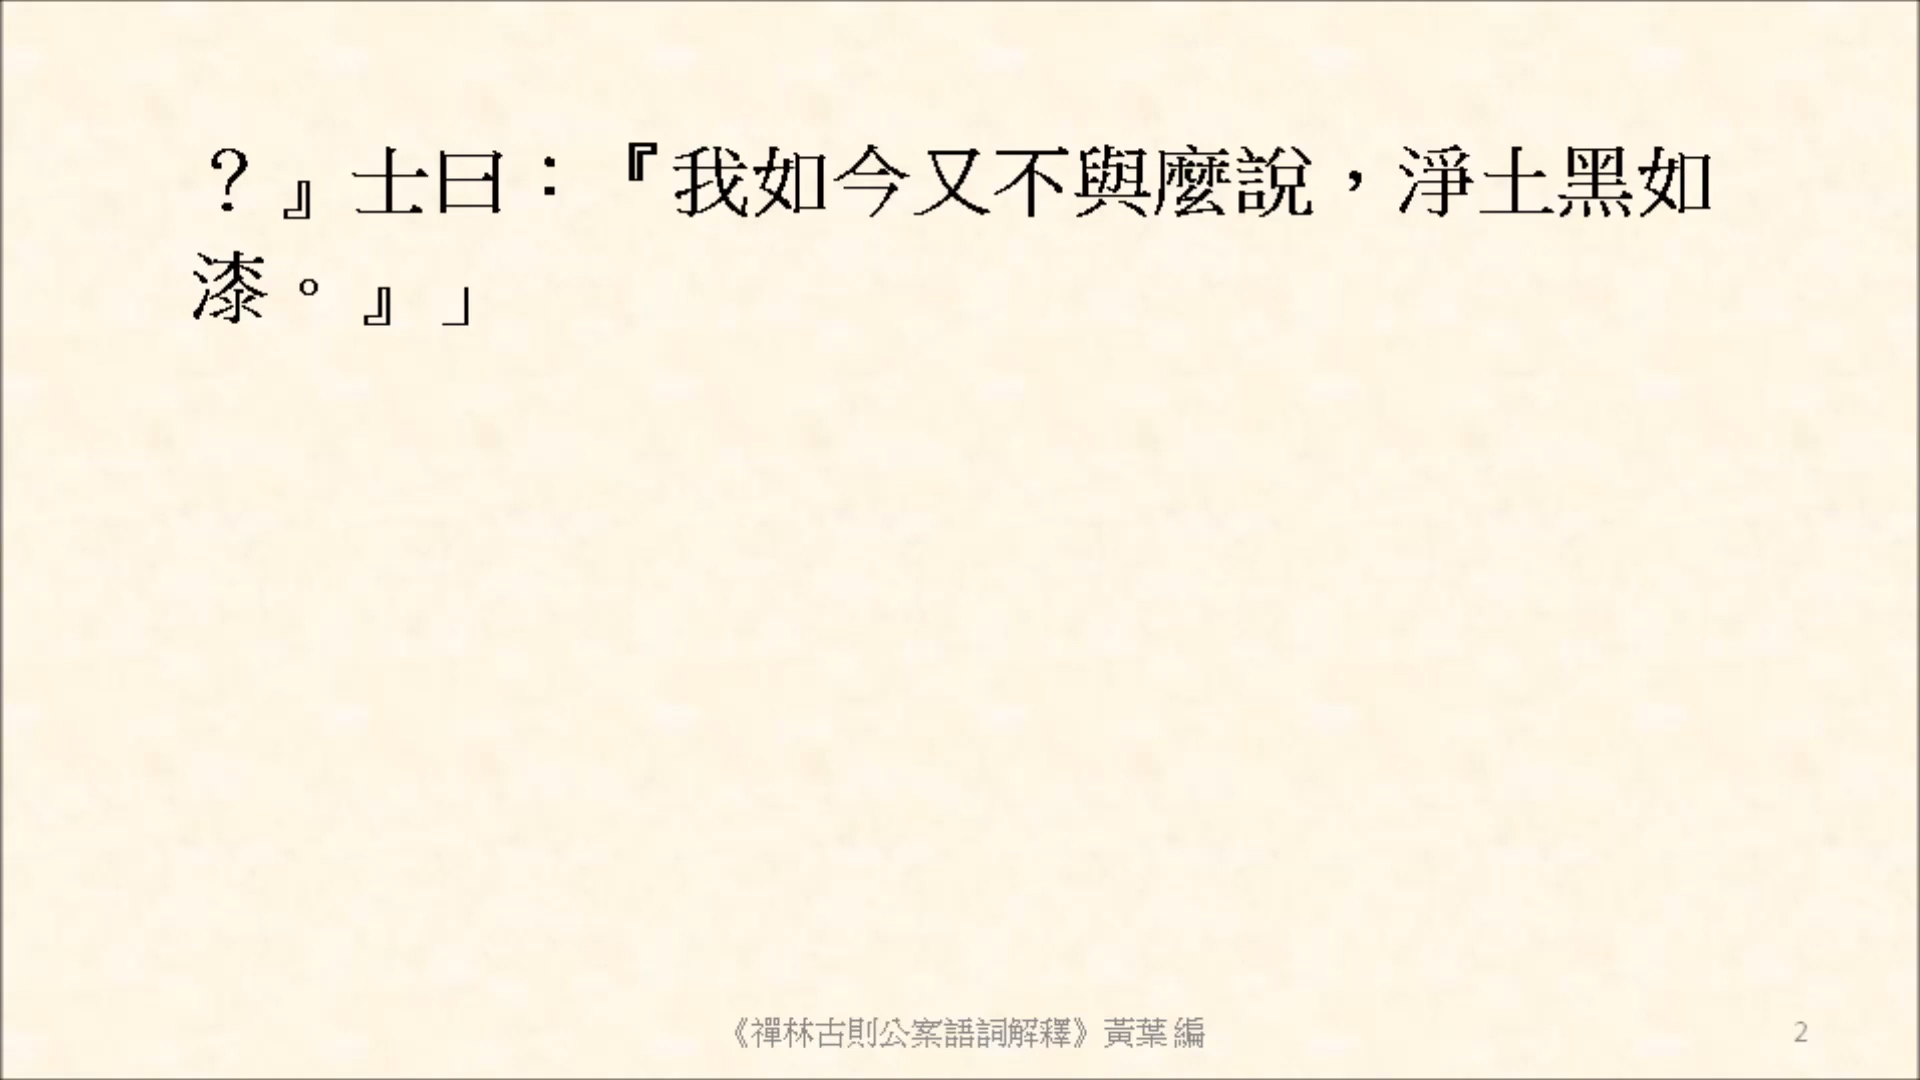 ？』士曰：『我如今又不與麼說，淨土黑如
漆。』」
《禪林古則公案語詞解釋》黃葉 編
2